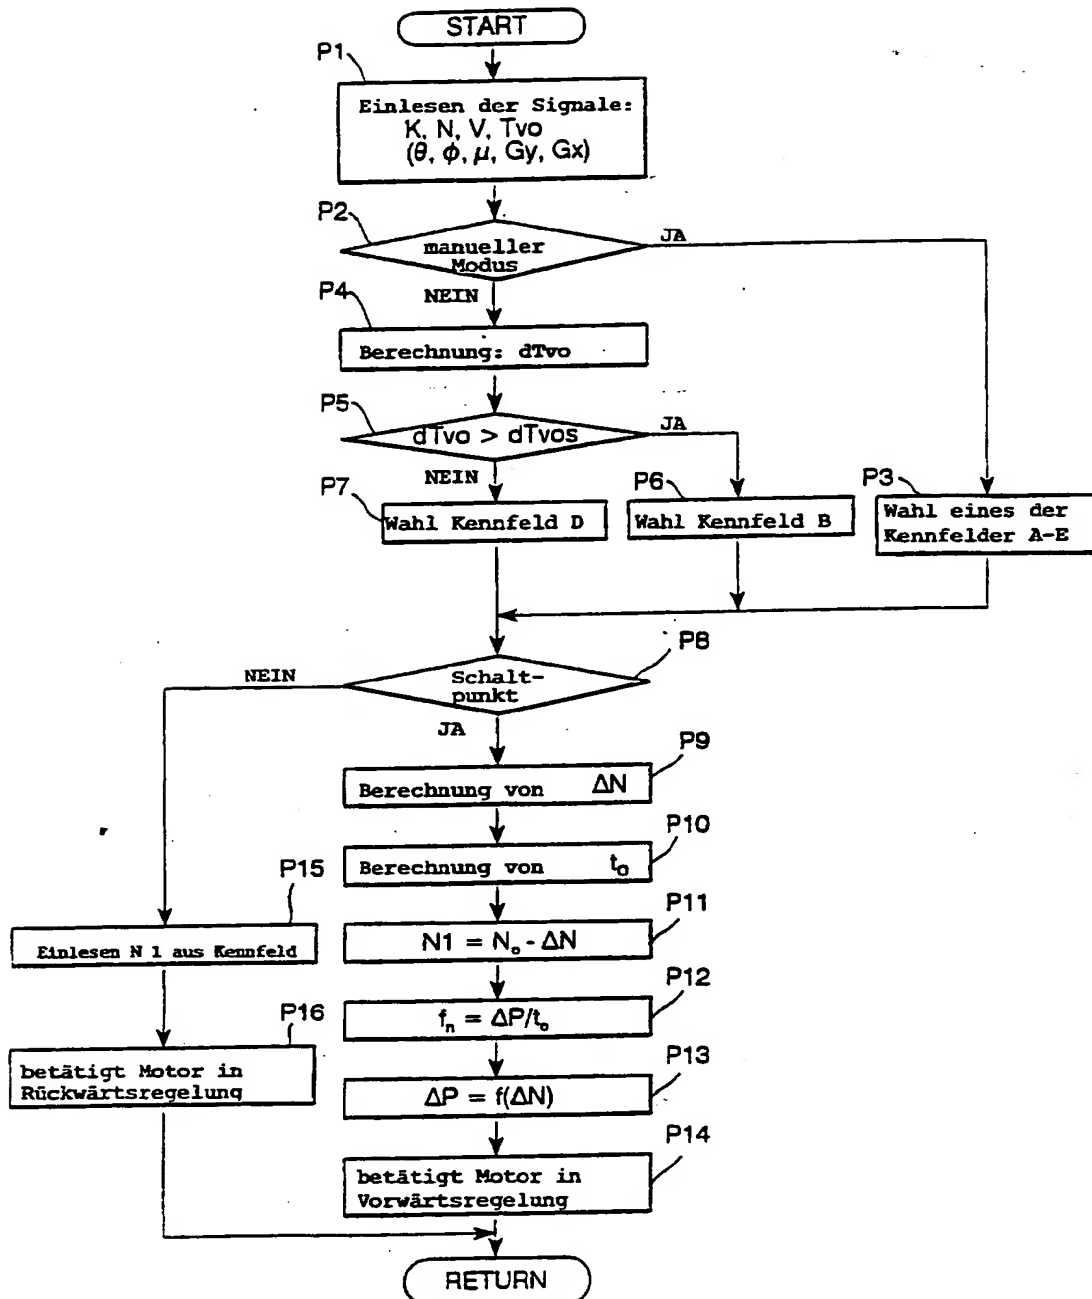 START
P1
Einlesen der Signale:
K, N, V, Tvo
(θ, ϕ, μ, Gy, Gx)
P2
manueller
Modus
JA
NEIN
P4
Berechnung: dTvo
P5
dTvo > dTvos
JA
NEIN
P7
Wahl Kennfeld D
P6
Wahl Kennfeld B
P3
Wahl eines der
Kennfelder A-E
P8
Schalt-
punkt
NEIN
JA
P9
Berechnung von ΔN
P10
Berechnung von t₀
P11
N1 = N₀ - ΔN
P15
Einlesen N 1 aus Kennfeld
P12
fₙ = ΔP/t₀
P16
betätigt Motor in
Rückwärtsregelung
P13
ΔP = f(ΔN)
P14
betätigt Motor in
Vorwärtsregelung
RETURN